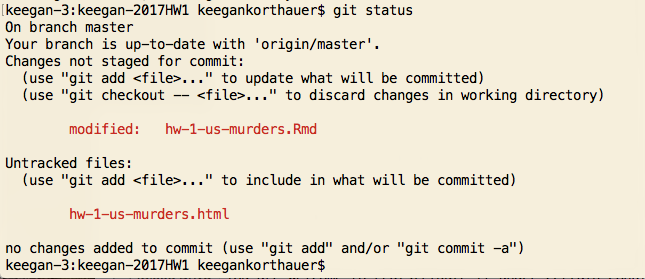 [keegan-3:keegan-2017HW1 keegankorthauer$ git status
On branch master
Your branch is up-to-date with 'origin/master'.
Changes not staged for commit:
  (use "git add <file>..." to update what will be committed)
  (use "git checkout -- <file>..." to discard changes in working directory)

        modified:   hw-1-us-murders.Rmd

Untracked files:
  (use "git add <file>..." to include in what will be committed)

        hw-1-us-murders.html

no changes added to commit (use "git add" and/or "git commit -a")
keegan-3:keegan-2017HW1 keegankorthauer$